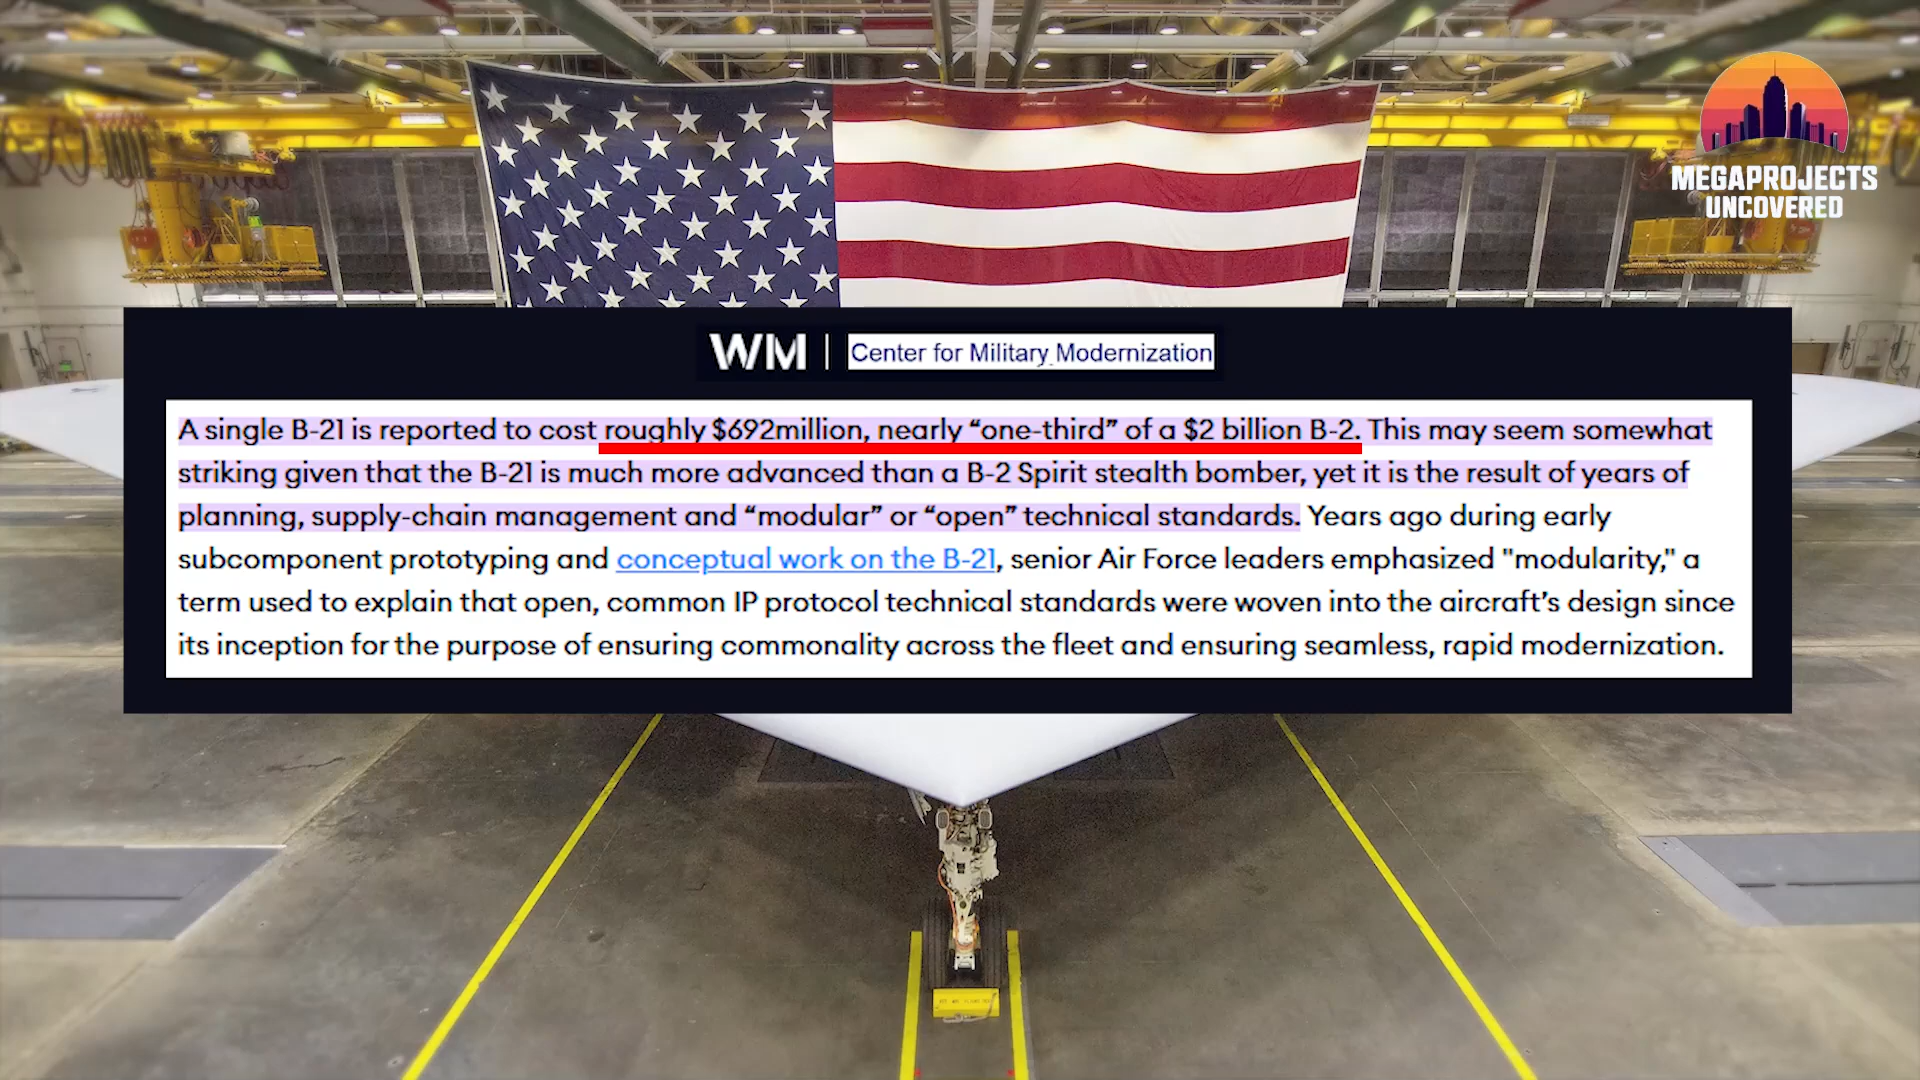 MEGAPROJECTS
UNCOVERED
WM | Center for Military Modernization
A single B-21 is reported to cost roughly $692million, nearly “one-third” of a $2 billion B-2. This may seem somewhat
striking given that the B-21 is much more advanced than a B-2 Spirit stealth bomber, yet it is the result of years of
planning, supply-chain management and “modular” or “open” technical standards. Years ago during early
subcomponent prototyping and conceptual work on the B-21, senior Air Force leaders emphasized "modularity," a
term used to explain that open, common IP protocol technical standards were woven into the aircraft’s design since
its inception for the purpose of ensuring commonality across the fleet and ensuring seamless, rapid modernization.